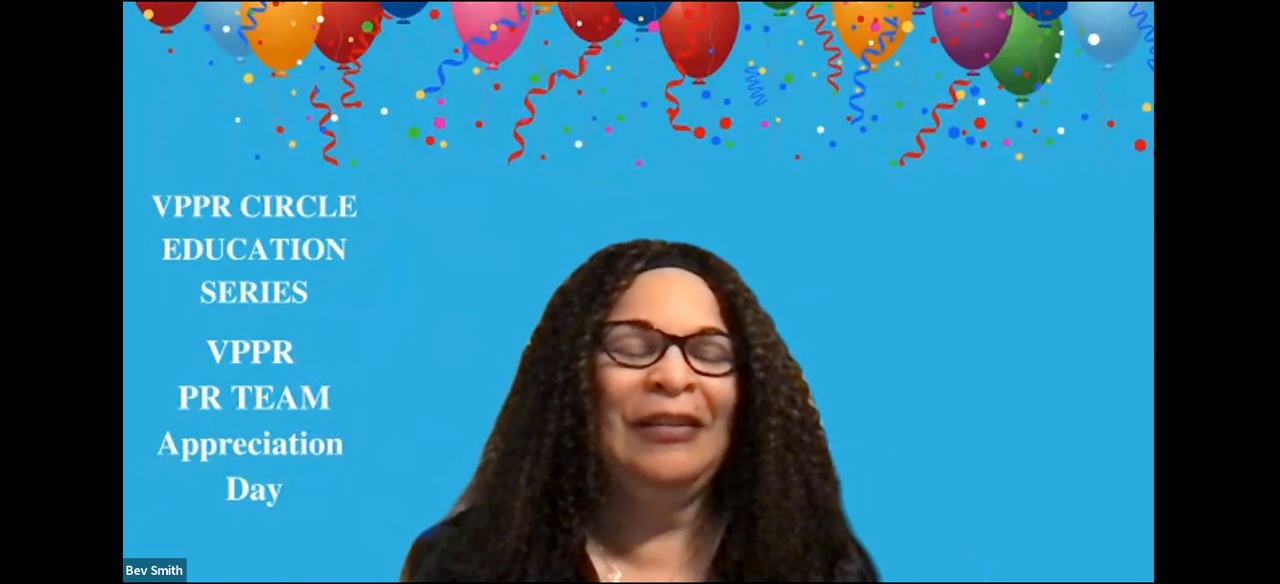 VPPR CIRCLE
EDUCATION
SERIES
VPPR
PR TEAM
Appreciation
Day
Bev Smith